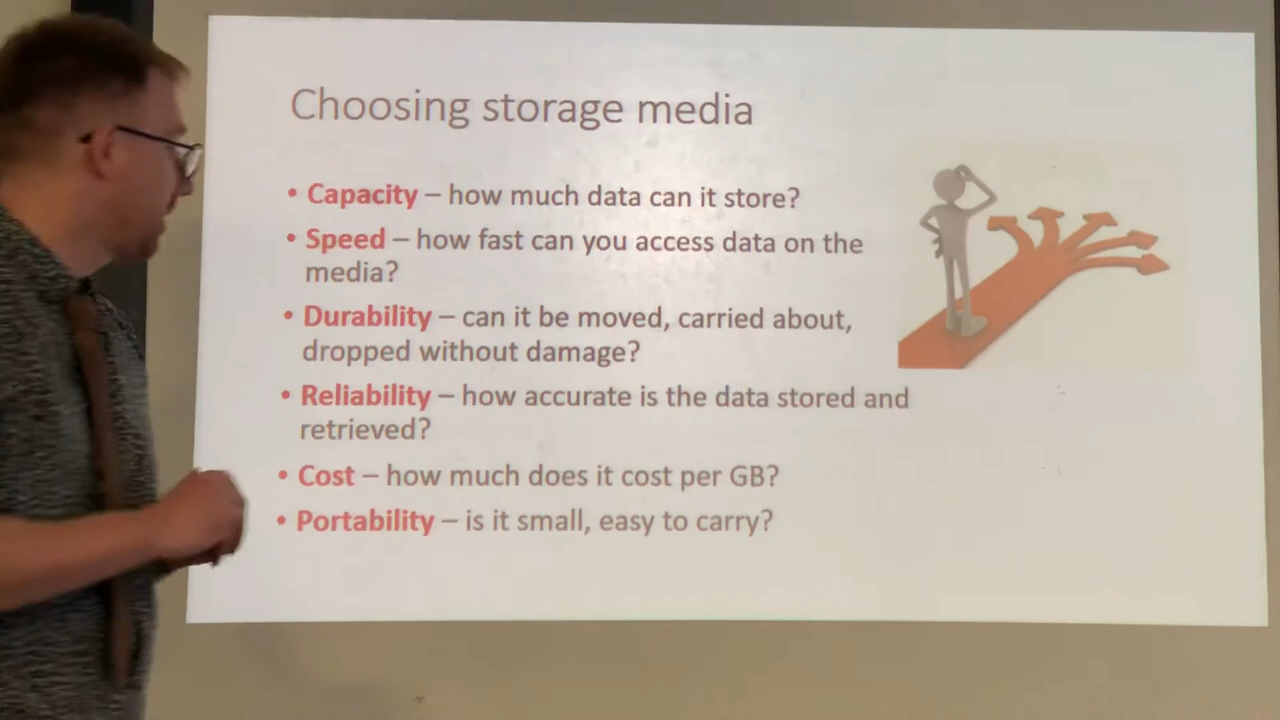 Choosing storage media
• Capacity – how much data can it store?
• Speed – how fast can you access data on the
media?
• Durability – can it be moved, carried about,
dropped without damage?
• Reliability – how accurate is the data stored and
retrieved?
• Cost – how much does it cost per GB?
• Portability – is it small, easy to carry?